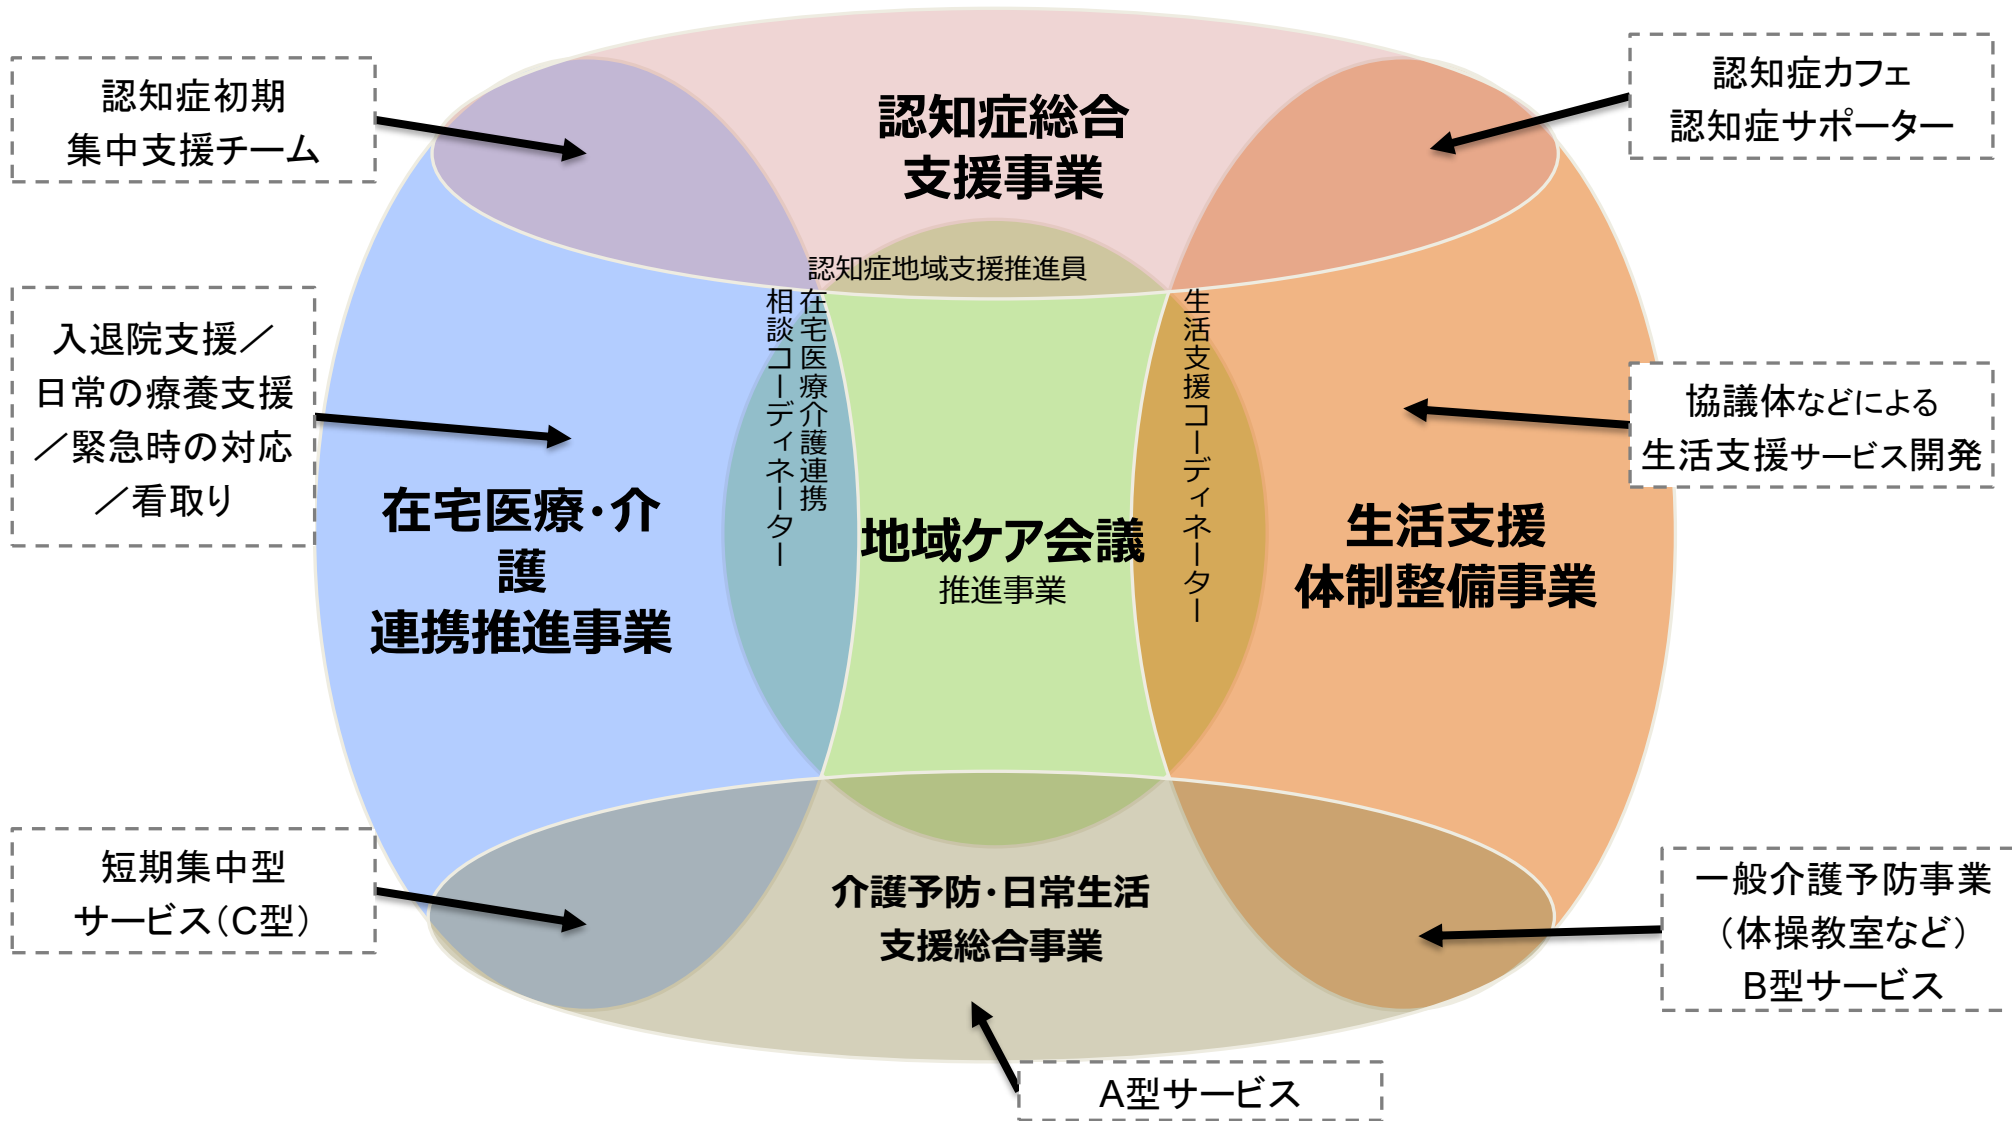 認知症初期
集中支援チーム
認知症総合
支援事業
認知症カフェ
認知症サポーター
認知症地域支援推進員
入退院支援／
日常の療養支援
／緊急時の対応
／看取り
在宅医療介護連携
相談コーディネーター
生活支援コーディネーター
協議体などによる
生活支援サービス開発
在宅医療・介
護
連携推進事業
地域ケア会議
推進事業
生活支援
体制整備事業
短期集中型
サービス（C型）
介護予防・日常生活
支援総合事業
一般介護予防事業
（体操教室など）
B型サービス
A型サービス